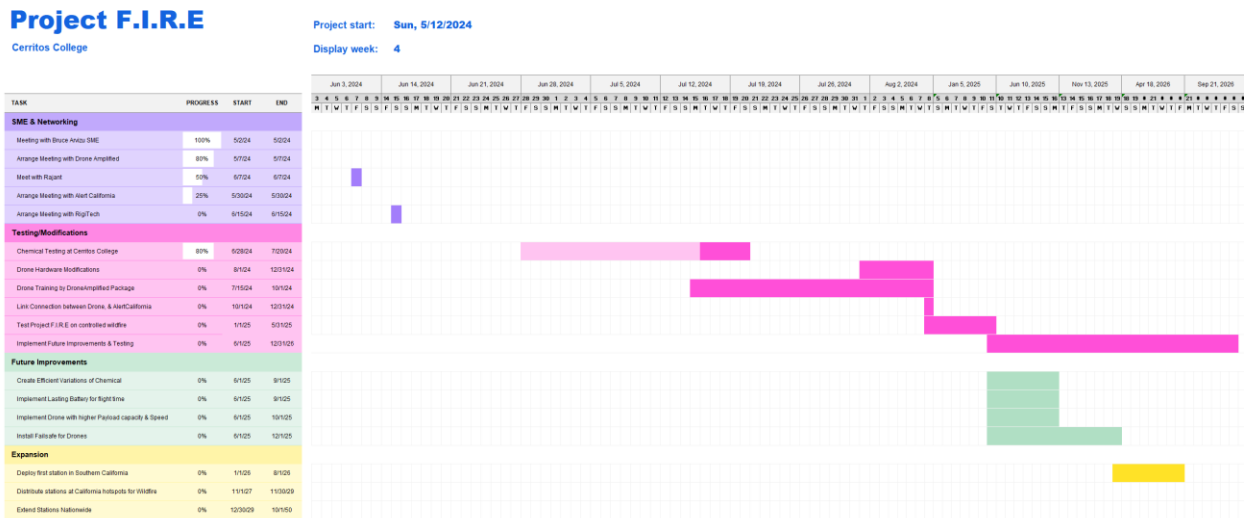 Project F.I.R.E
Cerritos College
Project start: Sun, 5/12/2024
Display week: 4
Jun 3, 2024 Jun 14, 2024 Jun 21, 2024 Jun 28, 2024 Jul 5, 2024 Jul 12, 2024 Jul 19, 2024 Jul 26, 2024 Aug 2, 2024 Jan 5, 2025 Jun 10, 2025 Nov 13, 2025 Apr 18, 2026 Sep 21, 2026
TASK PROGRESS START END
SME & Networking
Meeting with Bruce Arvizu SME 100% 5/2/24 5/2/24
Arrange Meeting with Drone Amplified 80% 5/7/24 5/7/24
Meet with Rajant 50% 6/7/24 6/7/24
Arrange Meeting with Alert California 25% 5/30/24 5/30/24
Arrange Meeting with RigiTech 0% 6/15/24 6/15/24
Testing/Modifications
Chemical Testing at Cerritos College 80% 6/28/24 7/20/24
Drone Hardware Modifications 0% 8/1/24 12/31/24
Drone Training by DroneAmplified Package 0% 7/15/24 10/1/24
Link Connection between Drone, & AlertCalifornia 0% 10/1/24 12/31/24
Test Project F.I.R.E on controlled wildfire 0% 1/1/25 5/31/25
Implement Future Improvements & Testing 0% 6/1/25 12/31/26
Future Improvements
Create Efficient Variations of Chemical 0% 6/1/25 9/1/25
Implement Lasting Battery for flight time 0% 6/1/25 9/1/25
Implement Drone with higher Payload capacity & Speed 0% 6/1/25 10/1/25
Install Failsafe for Drones 0% 6/1/25 12/1/25
Expansion
Deploy first station in Southern California 0% 1/1/26 8/1/26
Distribute stations at California hotspots for Wildfire 0% 11/1/27 11/30/29
Extend Stations Nationwide 0% 12/30/29 10/1/50